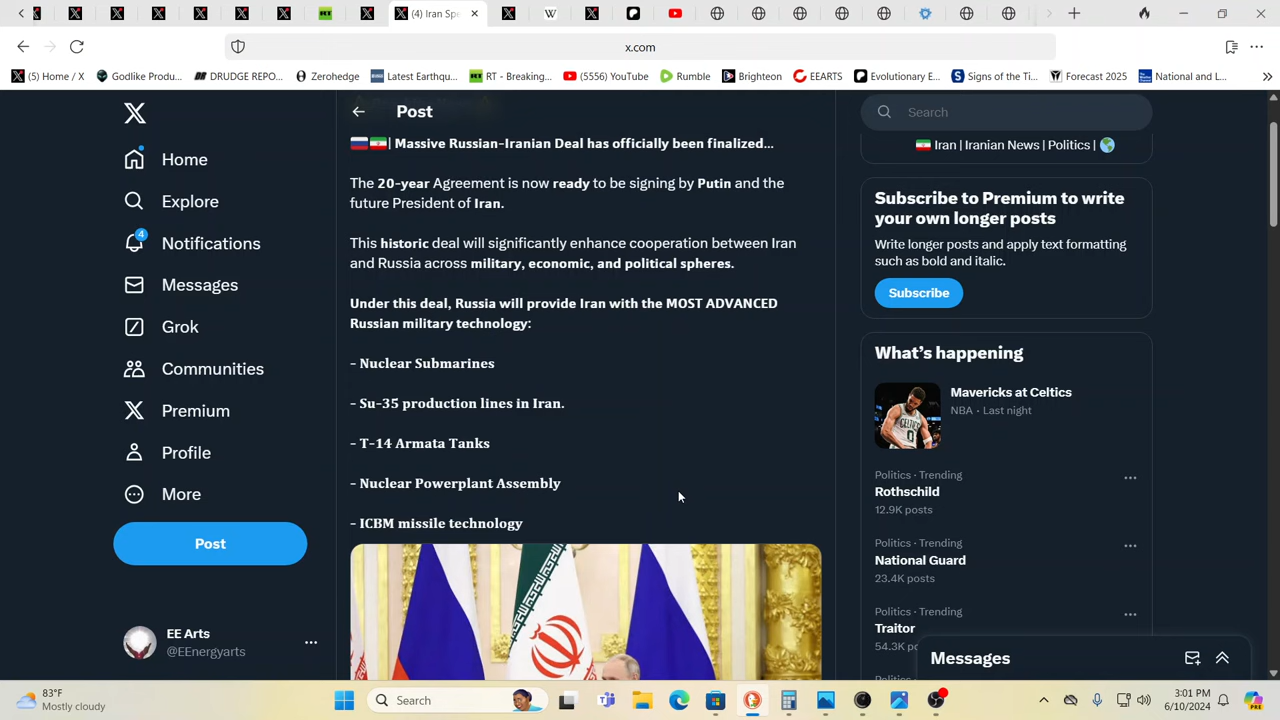 (4) Iran Spe
x.com
(5) Home / X
Godlike Produ...
DRUDGE REPO...
Zerohedge
Latest Earthqu...
RT - Breaking...
(5556) YouTube
Rumble
Brighteon
EEARTS
Evolutionary E...
Signs of the Ti...
Forecast 2025
National and L...
Home
Explore
4
Notifications
Messages
Grok
Communities
Premium
Profile
More
Post
EE Arts
@EEnergyarts
Post
| Massive Russian-Iranian Deal has officially been finalized...
The 20-year Agreement is now ready to be signing by Putin and the
future President of Iran.
This historic deal will significantly enhance cooperation between Iran
and Russia across military, economic, and political spheres.
Under this deal, Russia will provide Iran with the MOST ADVANCED
Russian military technology:
- Nuclear Submarines
- Su-35 production lines in Iran.
- T-14 Armata Tanks
- Nuclear Powerplant Assembly
- ICBM missile technology
Search
Iran | Iranian News | Politics |
Subscribe to Premium to write
your own longer posts
Write longer posts and apply text formatting
such as bold and italic.
Subscribe
What's happening
Mavericks at Celtics
NBA · Last night
Politics · Trending
Rothschild
12.9K posts
Politics · Trending
National Guard
23.4K posts
Politics · Trending
Traitor
54.3K
Messages
83°F
Mostly cloudy
Search
3:01 PM
6/10/2024